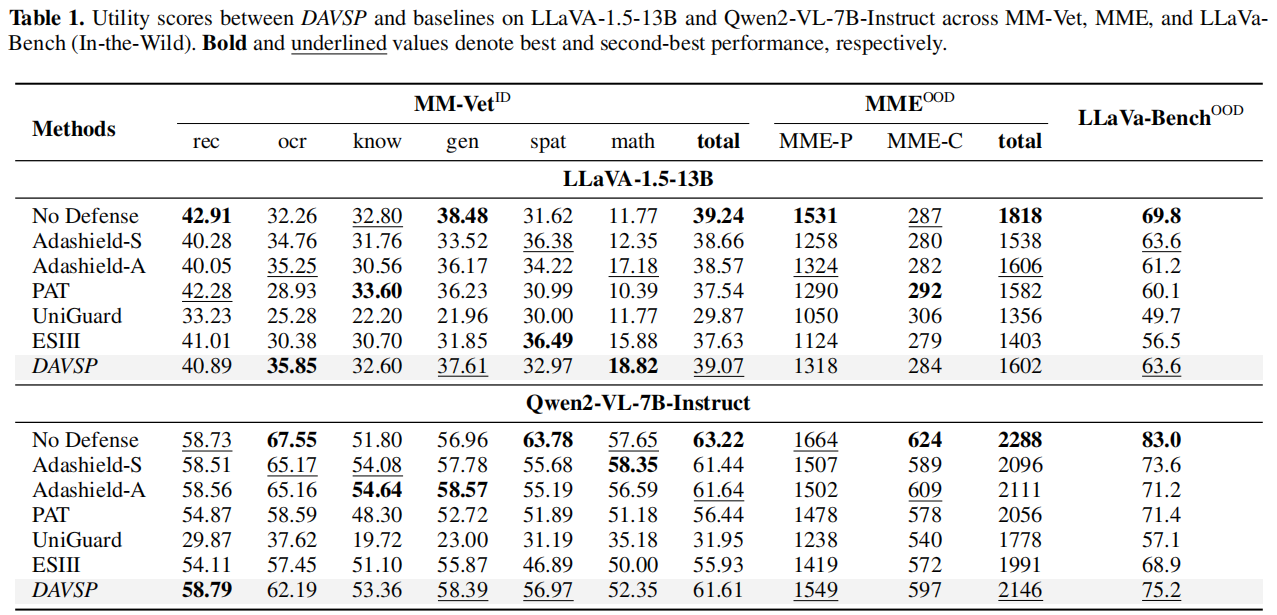 Table 1. Utility scores between DAVSP and baselines on LLaVA-1.5-13B and Qwen2-VL-7B-Instruct across MM-Vet, MME, and LLaVa-
Bench (In-the-Wild). Bold and underlined values denote best and second-best performance, respectively.
Methods MM-Vet^ID MME^OOD LLaVa-Bench^OOD
rec ocr know gen spat math total MME-P MME-C total
LLaVA-1.5-13B
No Defense 42.91 32.26 32.80 38.48 31.62 11.77 39.24 1531 287 1818 69.8
Adashield-S 40.28 34.76 31.76 33.52 36.38 12.35 38.66 1258 280 1538 63.6
Adashield-A 40.05 35.25 30.56 36.17 34.22 17.18 38.57 1324 282 1606 61.2
PAT 42.28 28.93 33.60 36.23 30.99 10.39 37.54 1290 292 1582 60.1
UniGuard 33.23 25.28 22.20 21.96 30.00 11.77 29.87 1050 306 1356 49.7
ESIII 41.01 30.38 30.70 31.85 36.49 15.88 37.63 1124 279 1403 56.5
DAVSP 40.89 35.85 32.60 37.61 32.97 18.82 39.07 1318 284 1602 63.6
Qwen2-VL-7B-Instruct
No Defense 58.73 67.55 51.80 56.96 63.78 57.65 63.22 1664 624 2288 83.0
Adashield-S 58.51 65.17 54.08 57.78 55.68 58.35 61.44 1507 589 2096 73.6
Adashield-A 58.56 65.16 54.64 58.57 55.19 56.59 61.64 1502 609 2111 71.2
PAT 54.87 58.59 48.30 52.72 51.89 51.18 56.44 1478 578 2056 71.4
UniGuard 29.87 37.62 19.72 23.00 31.19 35.18 31.95 1238 540 1778 57.1
ESIII 54.11 57.45 51.10 55.87 46.89 50.00 55.93 1419 572 1991 68.9
DAVSP 58.79 62.19 53.36 58.39 56.97 52.35 61.61 1549 597 2146 75.2